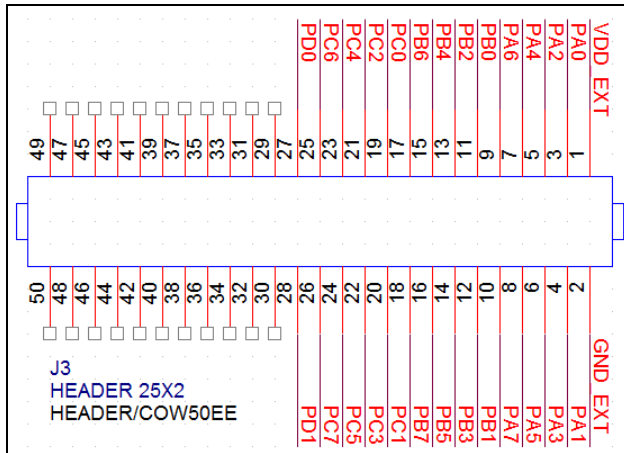 PD0 PC6 PC4 PC2 PC0 PB6 PB4 PB2 PB0 PA6 PA4 PA2 PA0 VDD EXT
49 47 45 43 41 39 37 35 33 31 29 27 25 23 21 19 17 15 13 11 9 7 5 3 1
50 48 46 44 42 40 38 36 34 32 30 28 26 24 22 20 18 16 14 12 10 8 6 4 2
PD1 PC7 PC5 PC3 PC1 PB7 PB5 PB3 PB1 PA7 PA5 PA3 PA1 GND EXT
J3
HEADER 25X2
HEADER/COW50EE